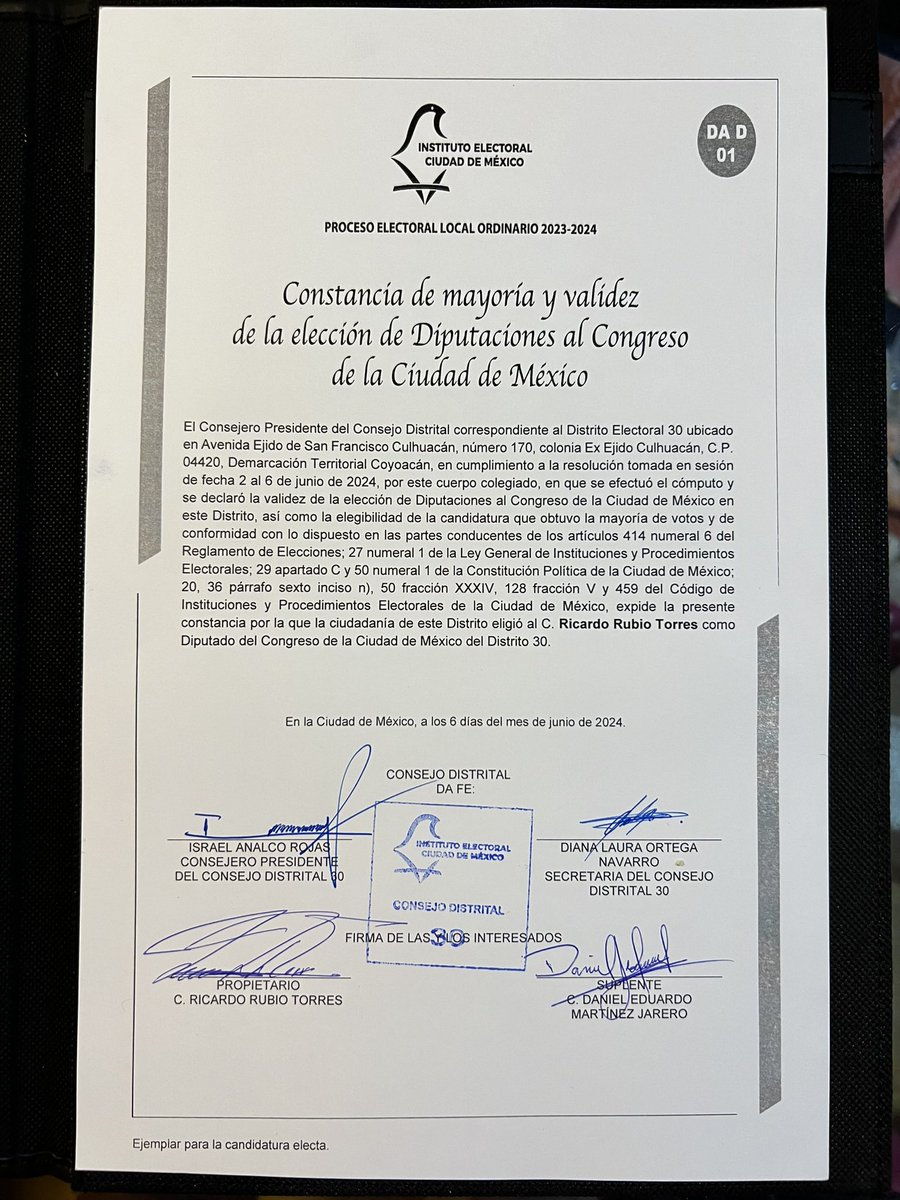 INSTITUTO ELECTORAL
CIUDAD DE MÉXICO
DA D
01
PROCESO ELECTORAL LOCAL ORDINARIO 2023-2024
Constancia de mayoría y validez
de la elección de Diputaciones al Congreso
de la Ciudad de México
El Consejero Presidente del Consejo Distrital correspondiente al Distrito Electoral 30 ubicado
en Avenida Ejido de San Francisco Culhuacán, número 170, colonia Ex Ejido Culhuacán, C.P.
04420, Demarcación Territorial Coyoacán, en cumplimiento a la resolución tomada en sesión
de fecha 2 al 6 de junio de 2024, por este cuerpo colegiado, en que se efectuó el cómputo y
se declaró la validez de la elección de Diputaciones al Congreso de la Ciudad de México en
este Distrito, así como la elegibilidad de la candidatura que obtuvo la mayoría de votos y de
conformidad con lo dispuesto en las partes conducentes de los artículos 414 numeral 6 del
Reglamento de Elecciones; 27 numeral 1 de la Ley General de Instituciones y Procedimientos
Electorales; 29 apartado C y 50 numeral 1 de la Constitución Política de la Ciudad de México;
20, 36 párrafo sexto inciso n), 50 fracción XXXIV, 128 fracción V y 459 del Código de
Instituciones y Procedimientos Electorales de la Ciudad de México, expide la presente
constancia por la que la ciudadanía de este Distrito eligió al C. Ricardo Rubio Torres como
Diputado del Congreso de la Ciudad de México del Distrito 30.
En la Ciudad de México, a los 6 días del mes de junio de 2024.
CONSEJO DISTRITAL
DA FE:
ISRAEL ANALCO ROJAS
CONSEJERO PRESIDENTE
DEL CONSEJO DISTRITAL 30
INSTITUTO ELECTORAL
CIUDAD DE MÉXICO
CONSEJO DISTRITAL
30
DIANA LAURA ORTEGA
NAVARRO
SECRETARIA DEL CONSEJO
DISTRITAL 30
FIRMA DE LAS Y LOS INTERESADOS
PROPIETARIO
C. RICARDO RUBIO TORRES
Daniel
SUPLENTE
C. DANIEL EDUARDO
MARTÍNEZ JARERO
Ejemplar para la candidatura electa.